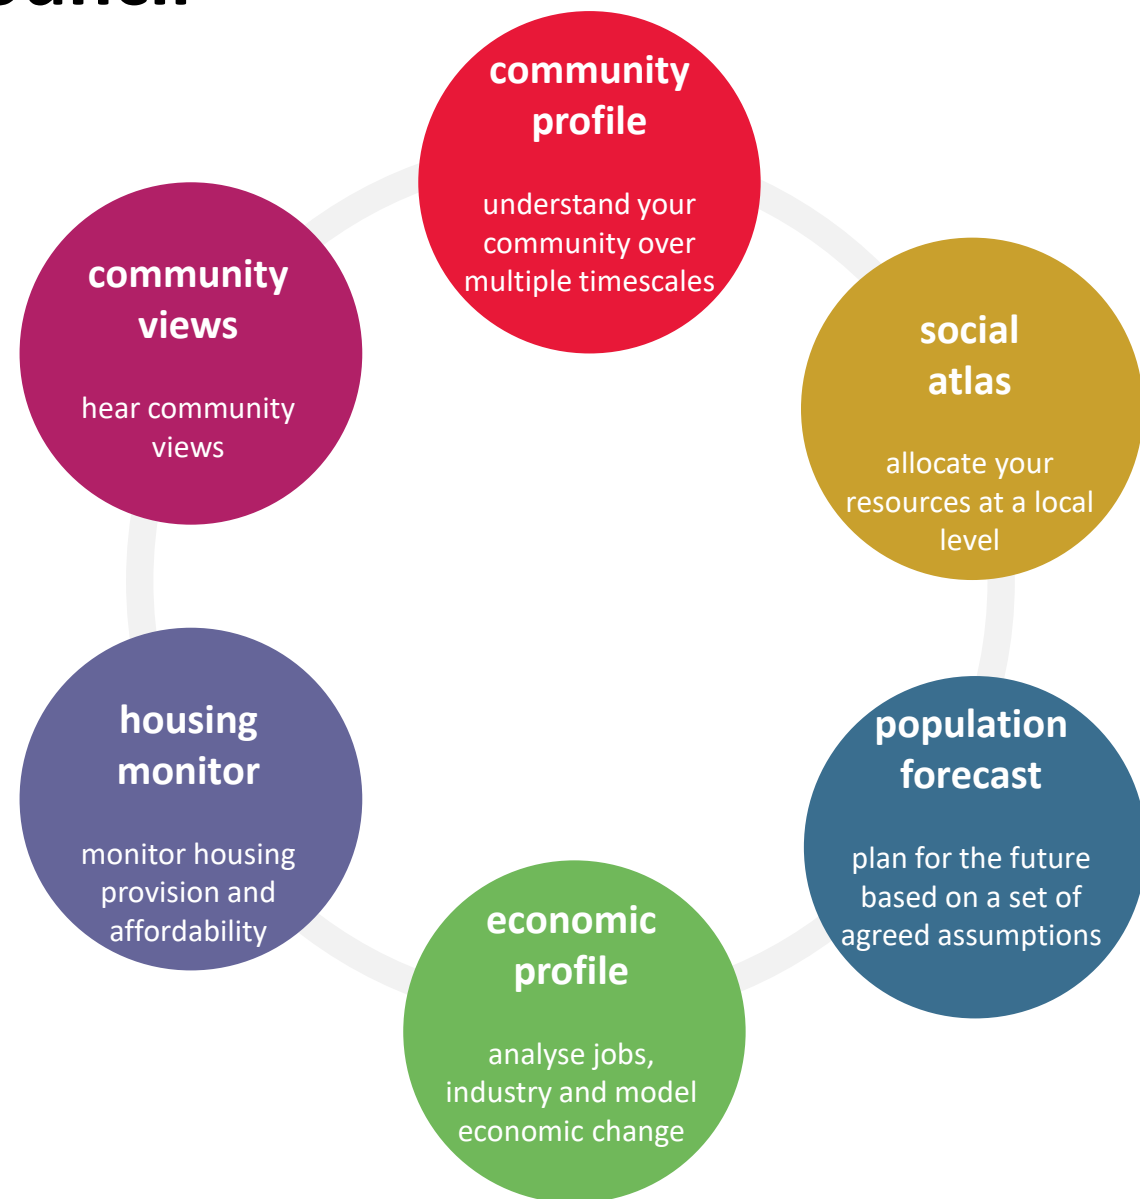 community
profile
understand your
community over
multiple timescales
social
atlas
allocate your
resources at a local
level
population
forecast
plan for the future
based on a set of
agreed assumptions
economic
profile
analyse jobs,
industry and model
economic change
housing
monitor
monitor housing
provision and
affordability
community
views
hear community
views